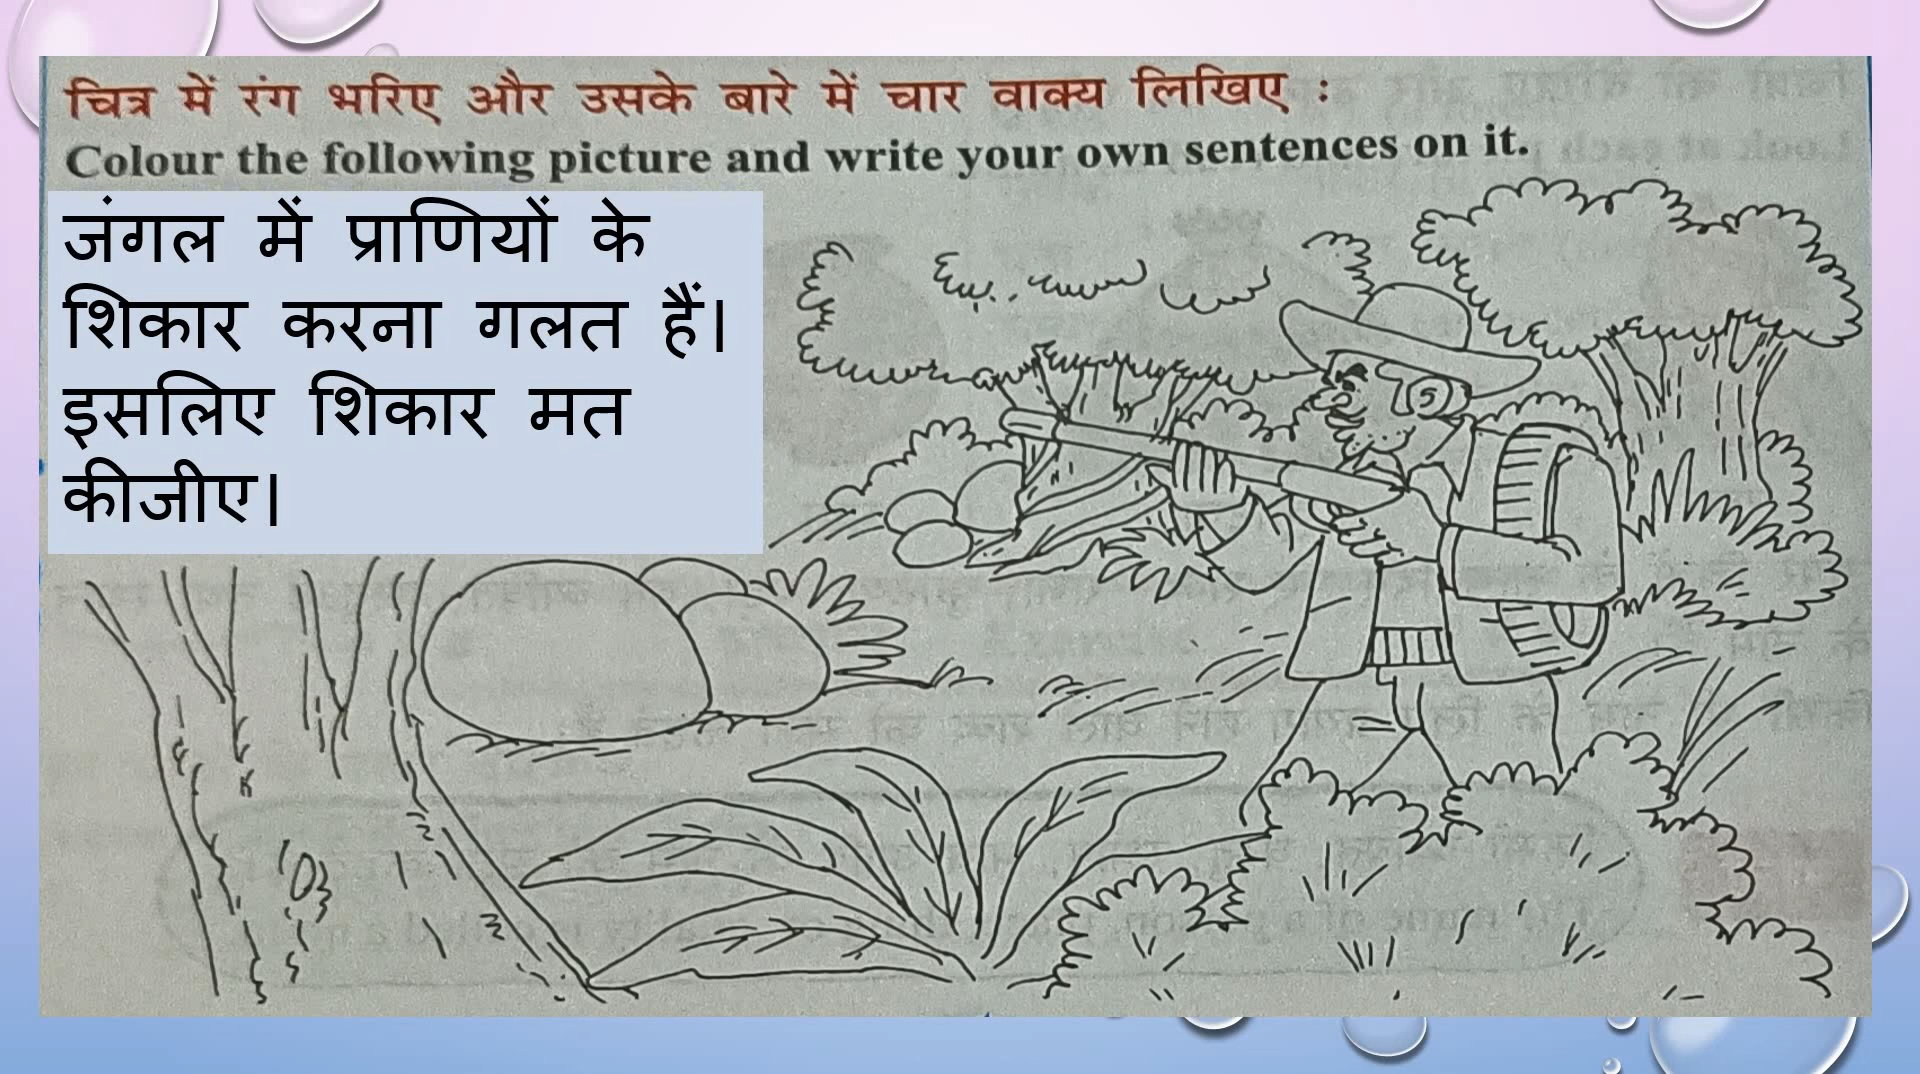 चित्र में रंग भरिए और उसके बारे में चार वाक्य लिखिए :
Colour the following picture and write your own sentences on it.
जंगल में प्राणियों के
शिकार करना गलत हैं।
इसलिए शिकार मत
कीजीए।